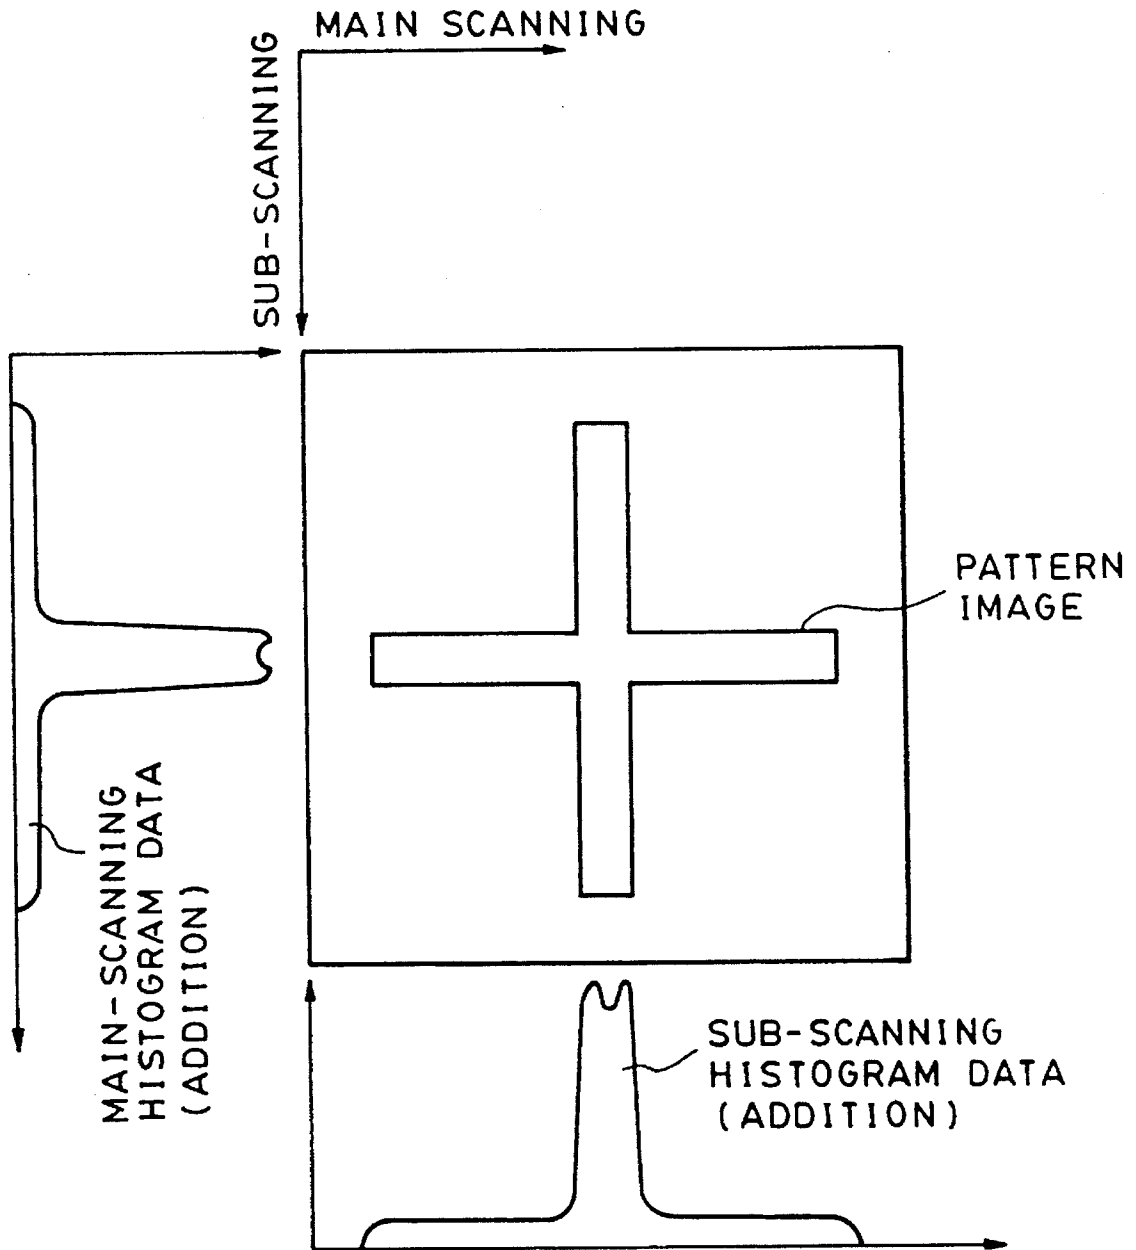 MAIN SCANNING
SUB-SCANNING
PATTERN
IMAGE
MAIN-SCANNING
HISTOGRAM DATA
(ADDITION)
SUB-SCANNING
HISTOGRAM DATA
(ADDITION)